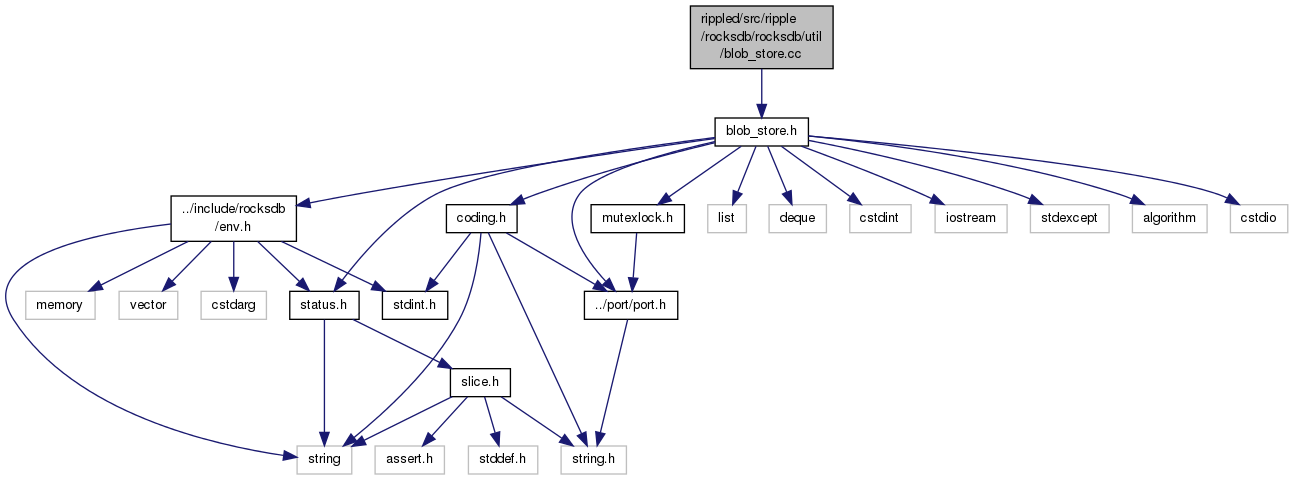 rippled/src/ripple
/rocksdb/rocksdb/util
/blob_store.cc
blob_store.h
../include/rocksdb
/env.h
coding.h
mutexlock.h
list
deque
cstdint
iostream
stdexcept
algorithm
cstdio
memory
vector
cstdarg
status.h
stdint.h
../port/port.h
slice.h
string
assert.h
stddef.h
string.h